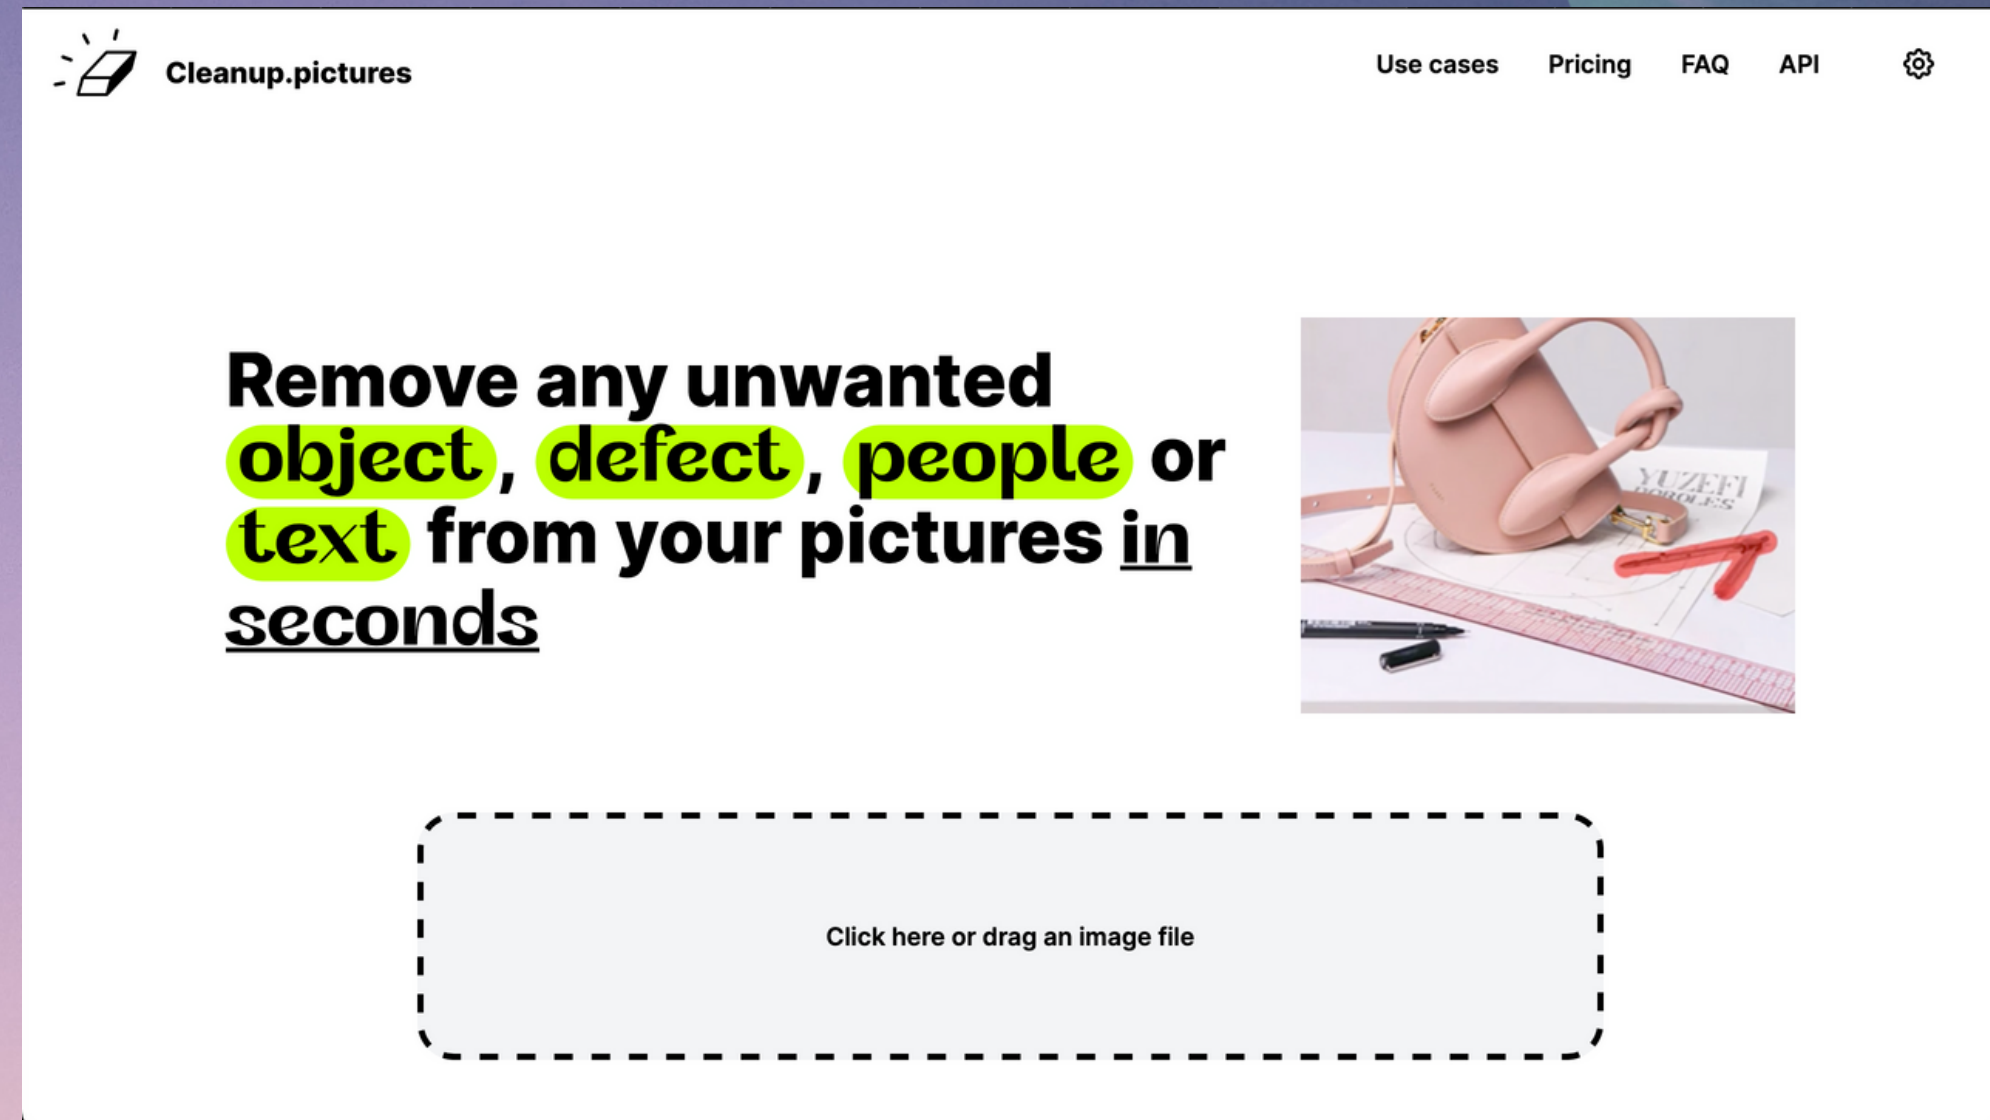 Cleanup.pictures
Use cases Pricing FAQ API
Remove any unwanted
object, defect, people or
text from your pictures in
seconds
YUZEFI
Click here or drag an image file